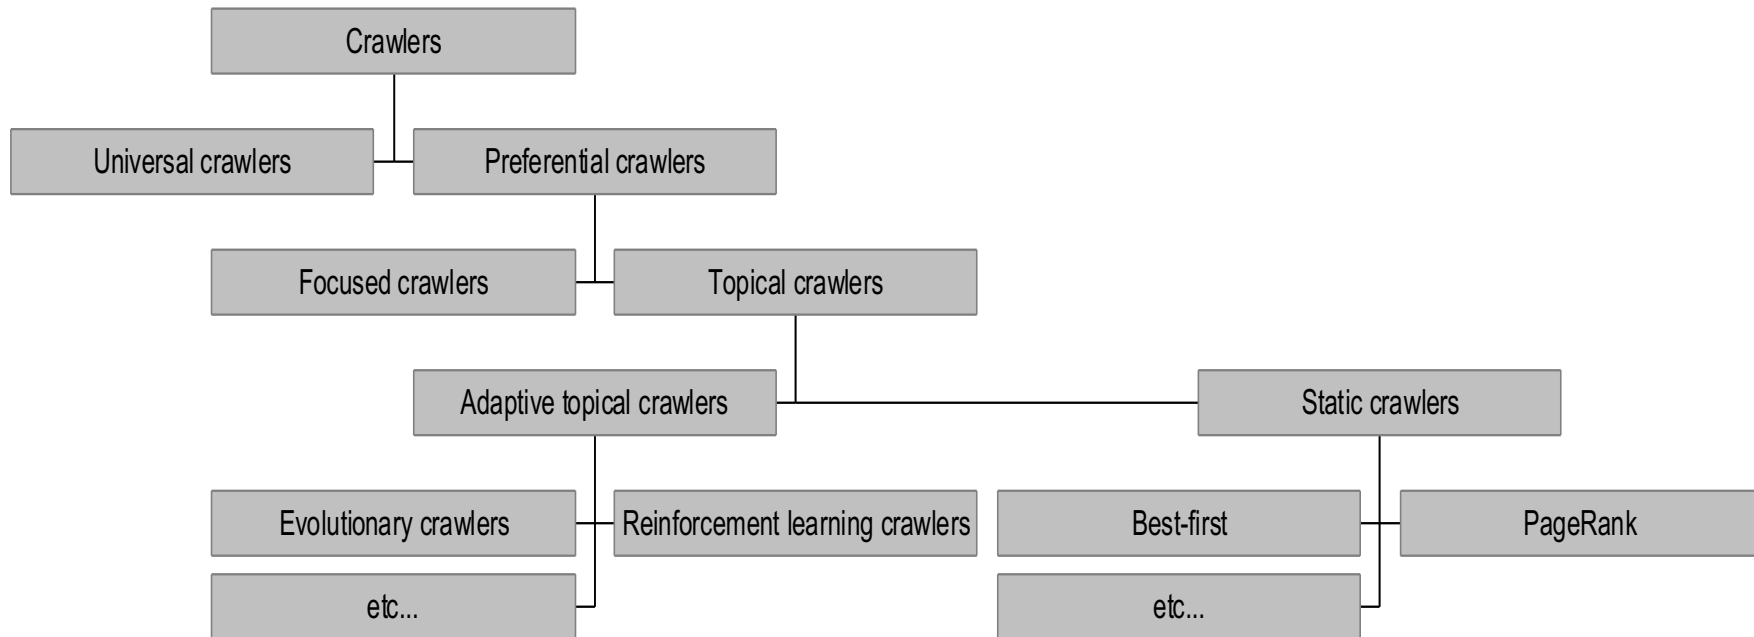 Crawlers
Universal crawlers
Preferential crawlers
Focused crawlers
Topical crawlers
Adaptive topical crawlers
Static crawlers
Evolutionary crawlers
Reinforcement learning crawlers
Best-first
PageRank
etc...
etc...